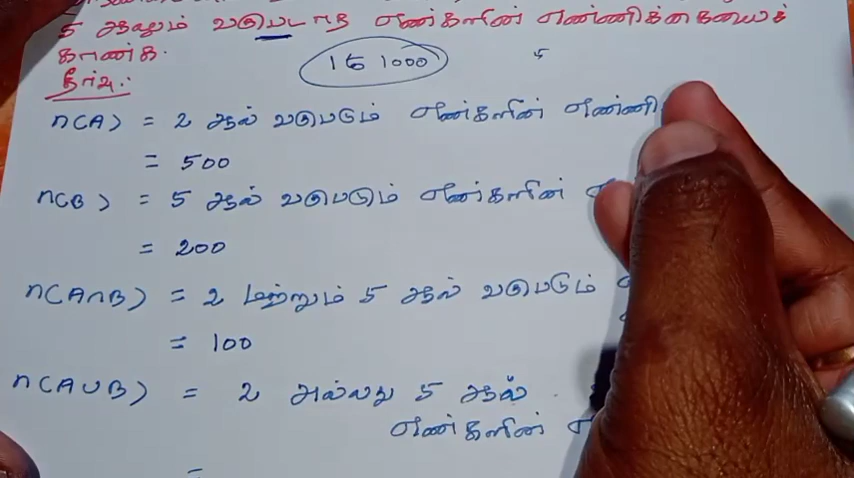 5 ஆலும் வகுபடாத எண்களின் எண்ணிக்கையைக்
காண்க.
1 to 1000
5
தீர்வு:
n(A) = 2 ஆல் வகுபடும் எண்களின் எண்ணி
= 500
n(B) = 5 ஆல் வகுபடும் எண்களின்
= 200
n(A∩B) = 2 மற்றும் 5 ஆல் வகுபடும்
= 100
n(A∪B) = 2 அல்லது 5 ஆல்
எண்களின்
=